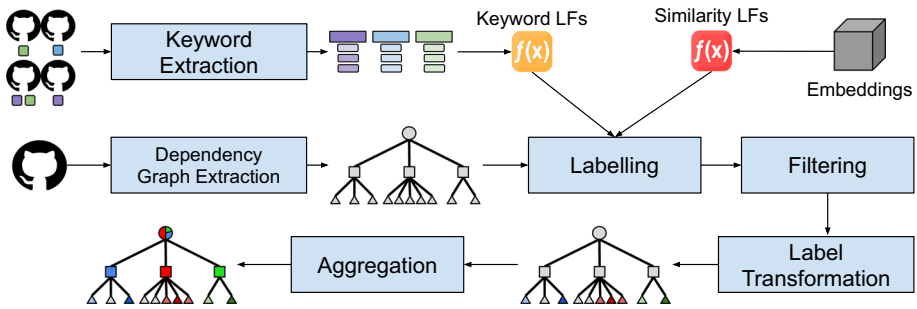 Keyword LFs
Similarity LFs
Keyword
Extraction
f(x)
f(x)
Embeddings
Dependency
Graph Extraction
Labelling
Filtering
Aggregation
Label
Transformation